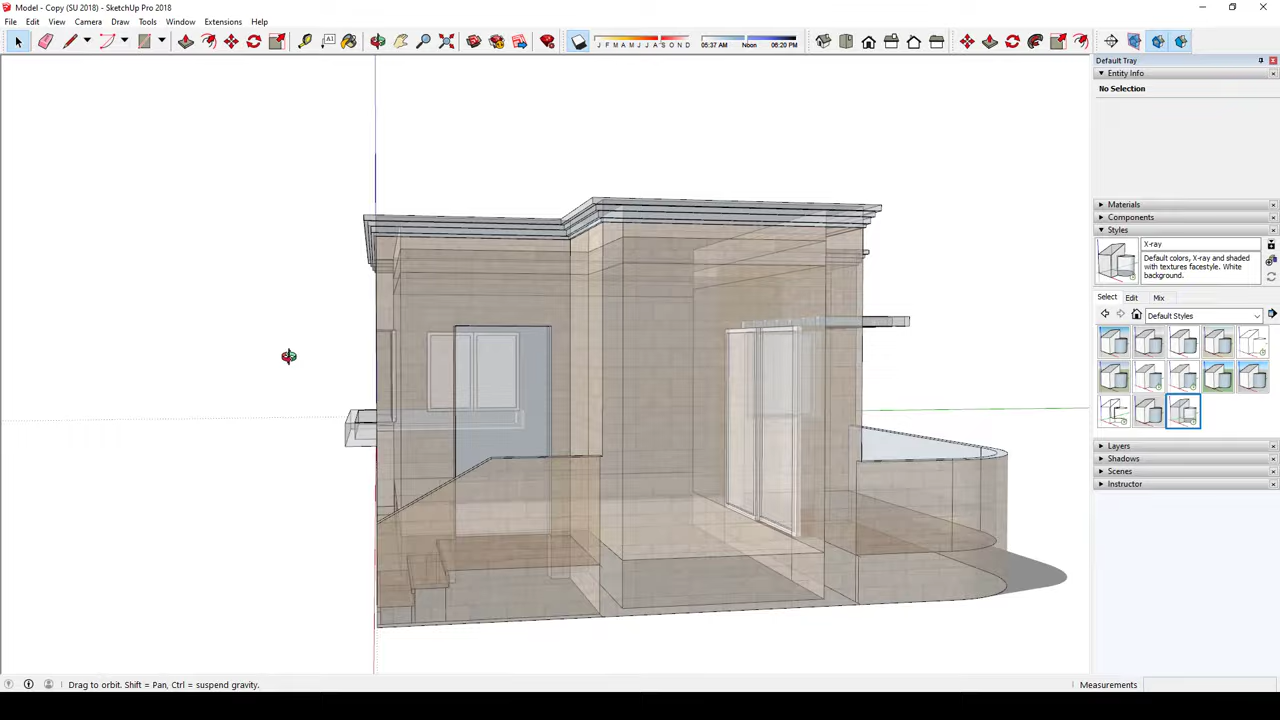 Model - Copy (SU 2018) - SketchUp Pro 2018
File Edit View Camera Draw Tools Window Extensions Help
J F M A M J J A S O N D
05:37 AM Noon 06:20 PM
Default Tray
Entity Info
No Selection
Materials
Components
Styles
X-ray
Default colors, X-ray and shaded
with textures facestyle. White
background.
Select Edit Mix
Default Styles
Layers
Shadows
Scenes
Instructor
Drag to orbit. Shift = Pan, Ctrl = suspend gravity.
Measurements